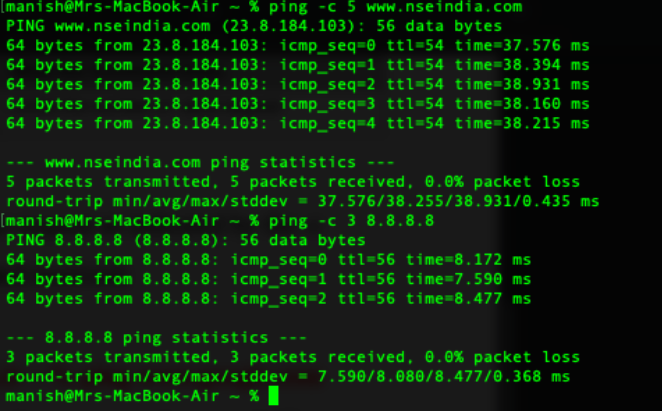 [manish@Mrs-MacBook-Air ~ % ping -c 5 www.nseindia.com
PING www.nseindia.com (23.8.184.103): 56 data bytes
64 bytes from 23.8.184.103: icmp_seq=0 ttl=54 time=37.576 ms
64 bytes from 23.8.184.103: icmp_seq=1 ttl=54 time=38.394 ms
64 bytes from 23.8.184.103: icmp_seq=2 ttl=54 time=38.931 ms
64 bytes from 23.8.184.103: icmp_seq=3 ttl=54 time=38.160 ms
64 bytes from 23.8.184.103: icmp_seq=4 ttl=54 time=38.215 ms
--- www.nseindia.com ping statistics ---
5 packets transmitted, 5 packets received, 0.0% packet loss
round-trip min/avg/max/stddev = 37.576/38.255/38.931/0.435 ms
[manish@Mrs-MacBook-Air ~ % ping -c 3 8.8.8.8
PING 8.8.8.8 (8.8.8.8): 56 data bytes
64 bytes from 8.8.8.8: icmp_seq=0 ttl=56 time=8.172 ms
64 bytes from 8.8.8.8: icmp_seq=1 ttl=56 time=7.590 ms
64 bytes from 8.8.8.8: icmp_seq=2 ttl=56 time=8.477 ms
--- 8.8.8.8 ping statistics ---
3 packets transmitted, 3 packets received, 0.0% packet loss
round-trip min/avg/max/stddev = 7.590/8.080/8.477/0.368 ms
manish@Mrs-MacBook-Air ~ %